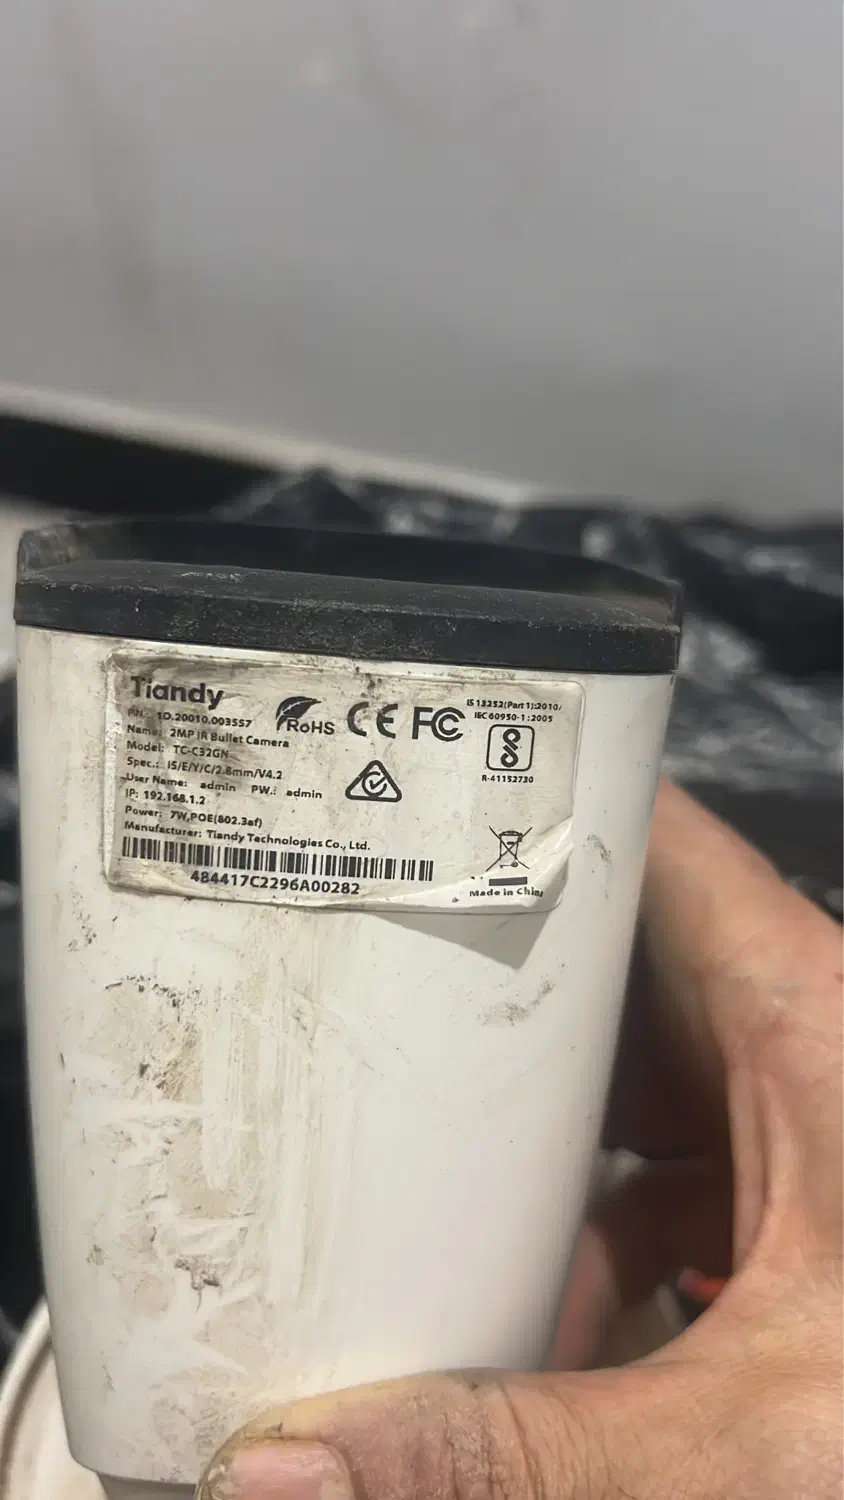 Tiandy
P/N: 1D.20010.003557
Name: 2MP IR Bullet Camera
Model: TC-C32GN
Spec.: I5/E/Y/C/2.8mm/V4.2
User Name: admin PW.: admin
IP: 192.168.1.2
Power: 7W,POE(802.3af)
Manufacturer: Tiandy Technologies Co., Ltd.
484417C2296A00282
RoHS CE FC
IS 13252(Part 1):2010/
IEC 60950-1:2005
R-41152730
Made in China